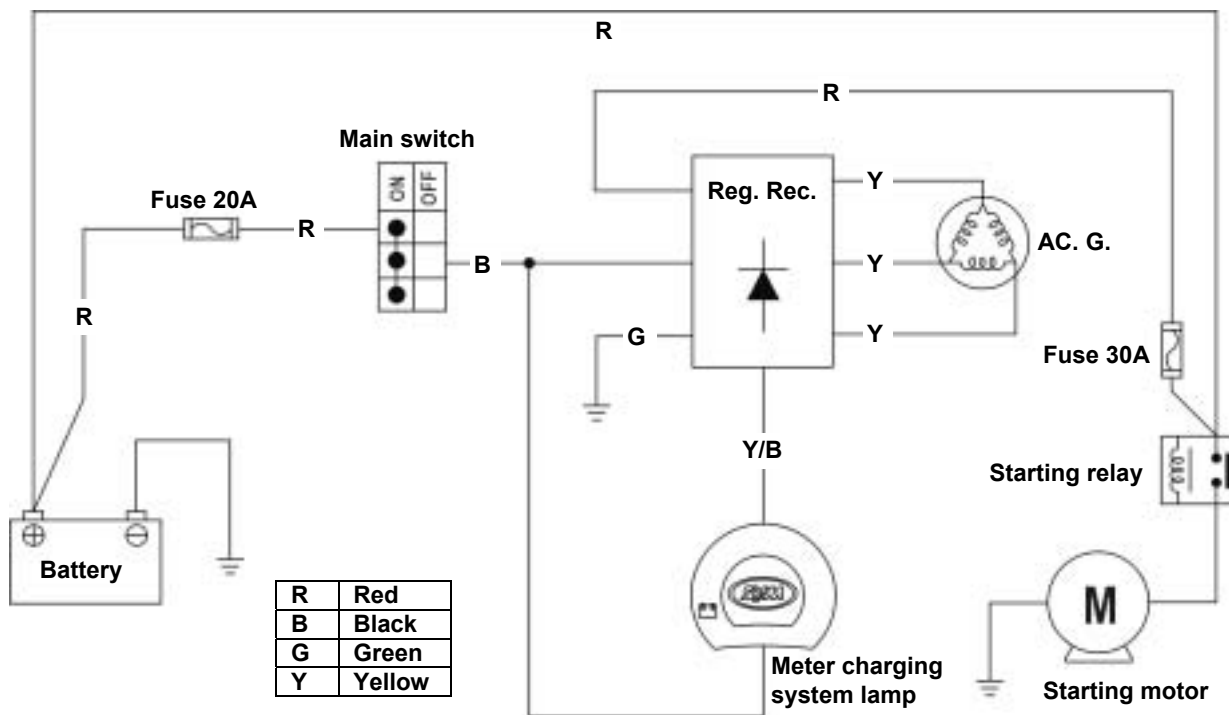 R
R
Main switch
ON
OFF
Fuse 20A
R
B
R
Reg. Rec.
Y
Y
Y
AC. G.
G
Fuse 30A
Y/B
Starting relay
Battery
R Red
B Black
G Green
Y Yellow
SYM
M
Meter charging
system lamp
Starting motor